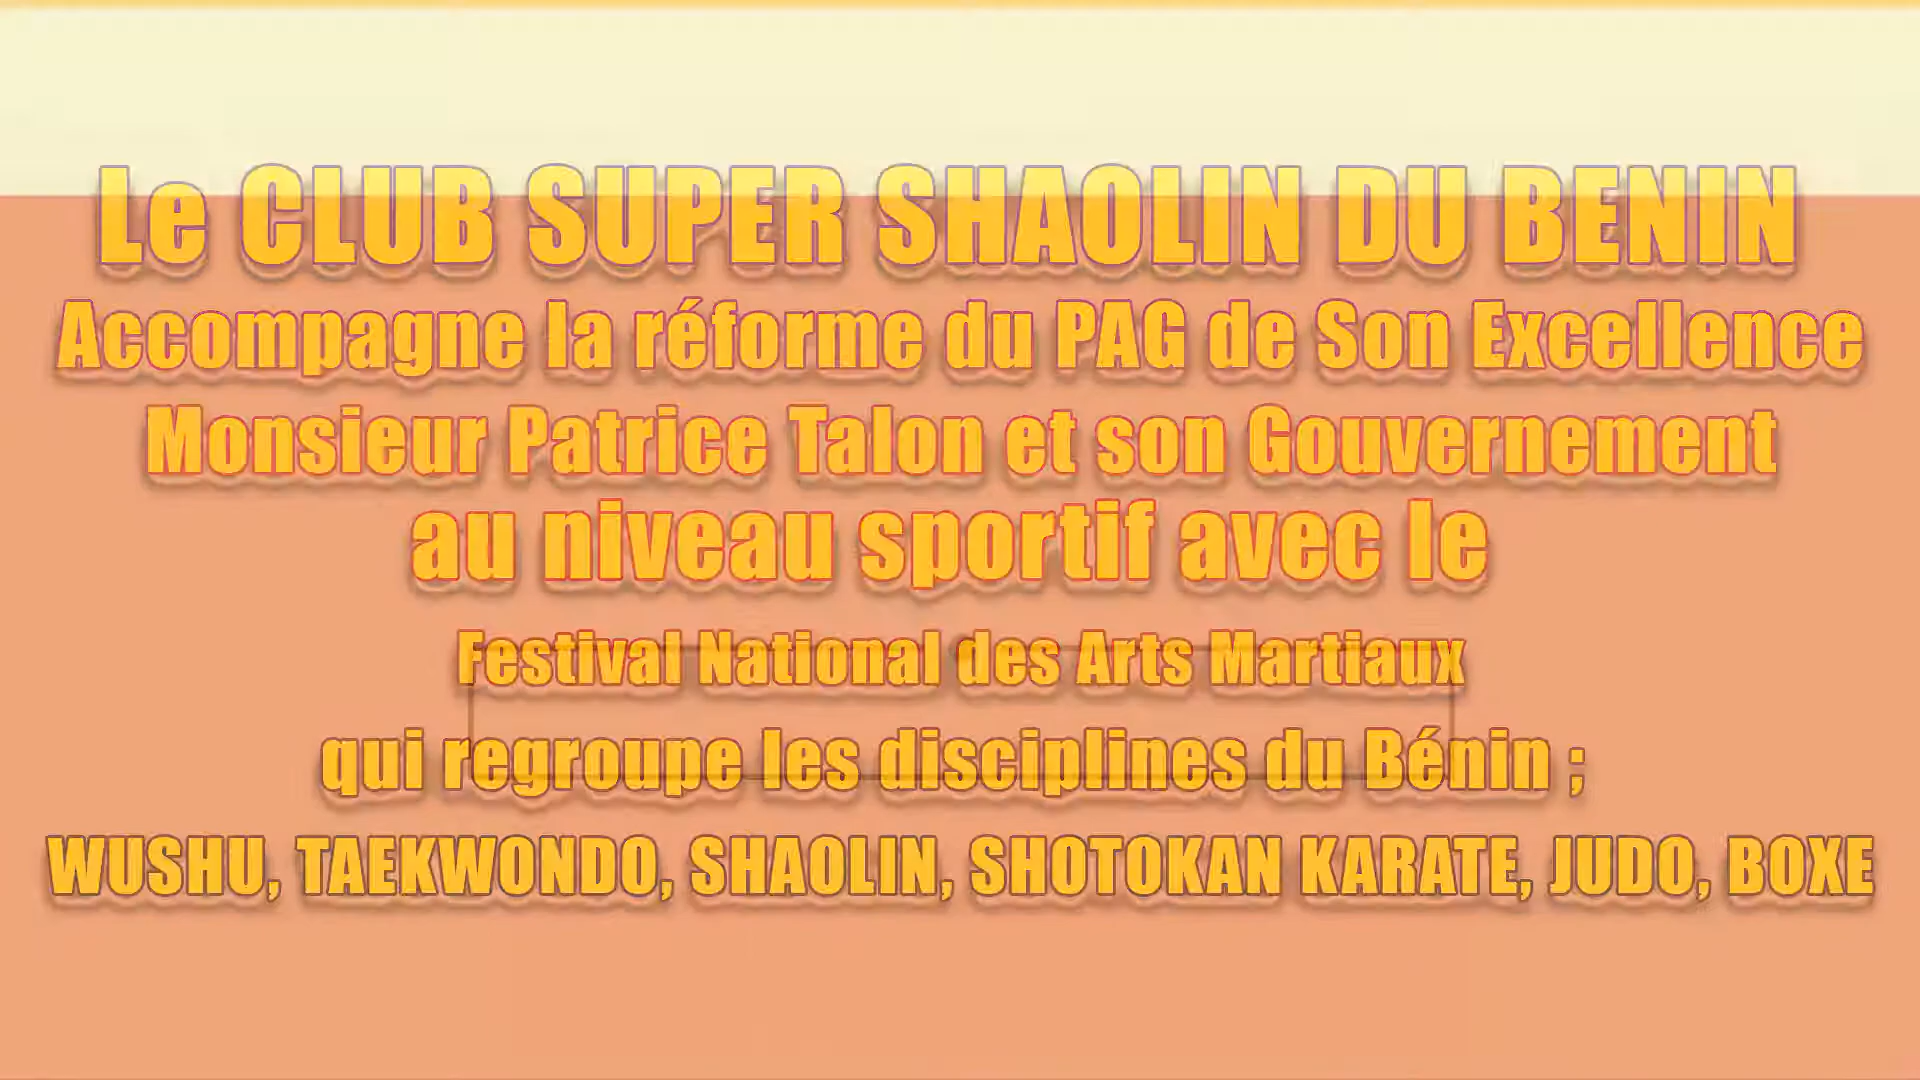 Le CLUB SUPER SHAOLIN DU BENIN
Accompagne la réforme du PAG de Son Excellence
Monsieur Patrice Talon et son Gouvernement
au niveau sportif avec le
Festival National des Arts Martiaux
qui regroupe les disciplines du Bénin ;
WUSHU, TAEKWONDO, SHAOLIN, SHOTOKAN KARATE, JUDO, BOXE